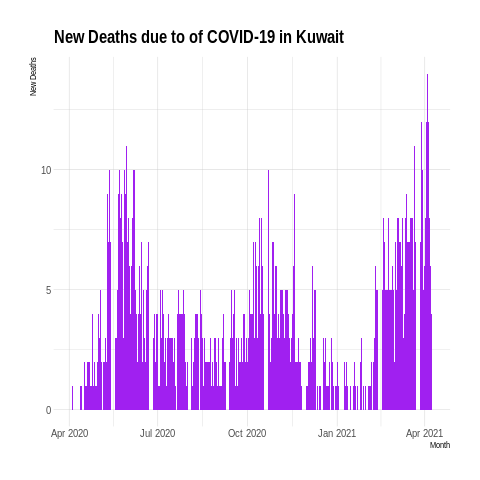 New Deaths due to of COVID-19 in Kuwait
New Deaths
10
5
0
Apr 2020
Jul 2020
Oct 2020
Jan 2021
Apr 2021
Month